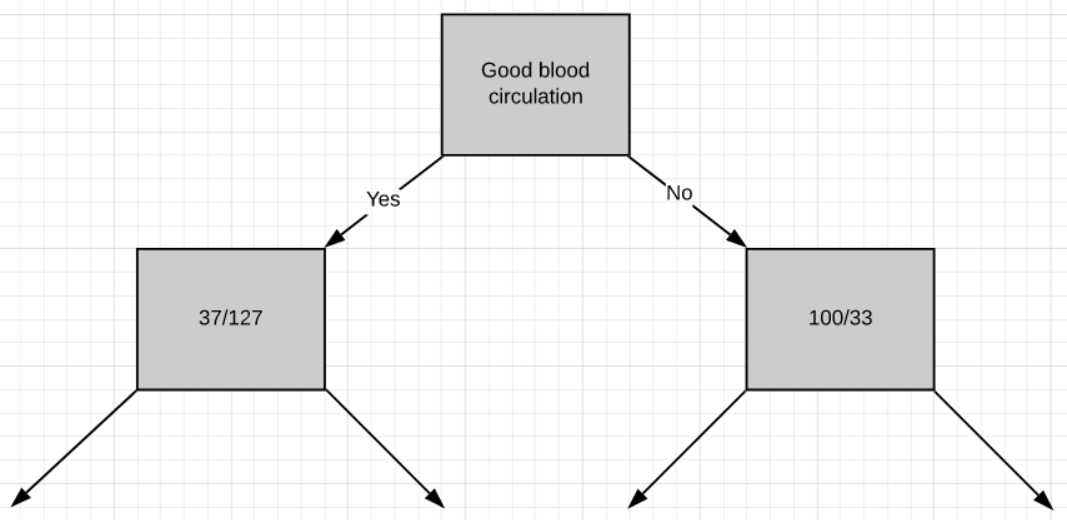 Good blood
circulation
Yes
No
37/127
100/33